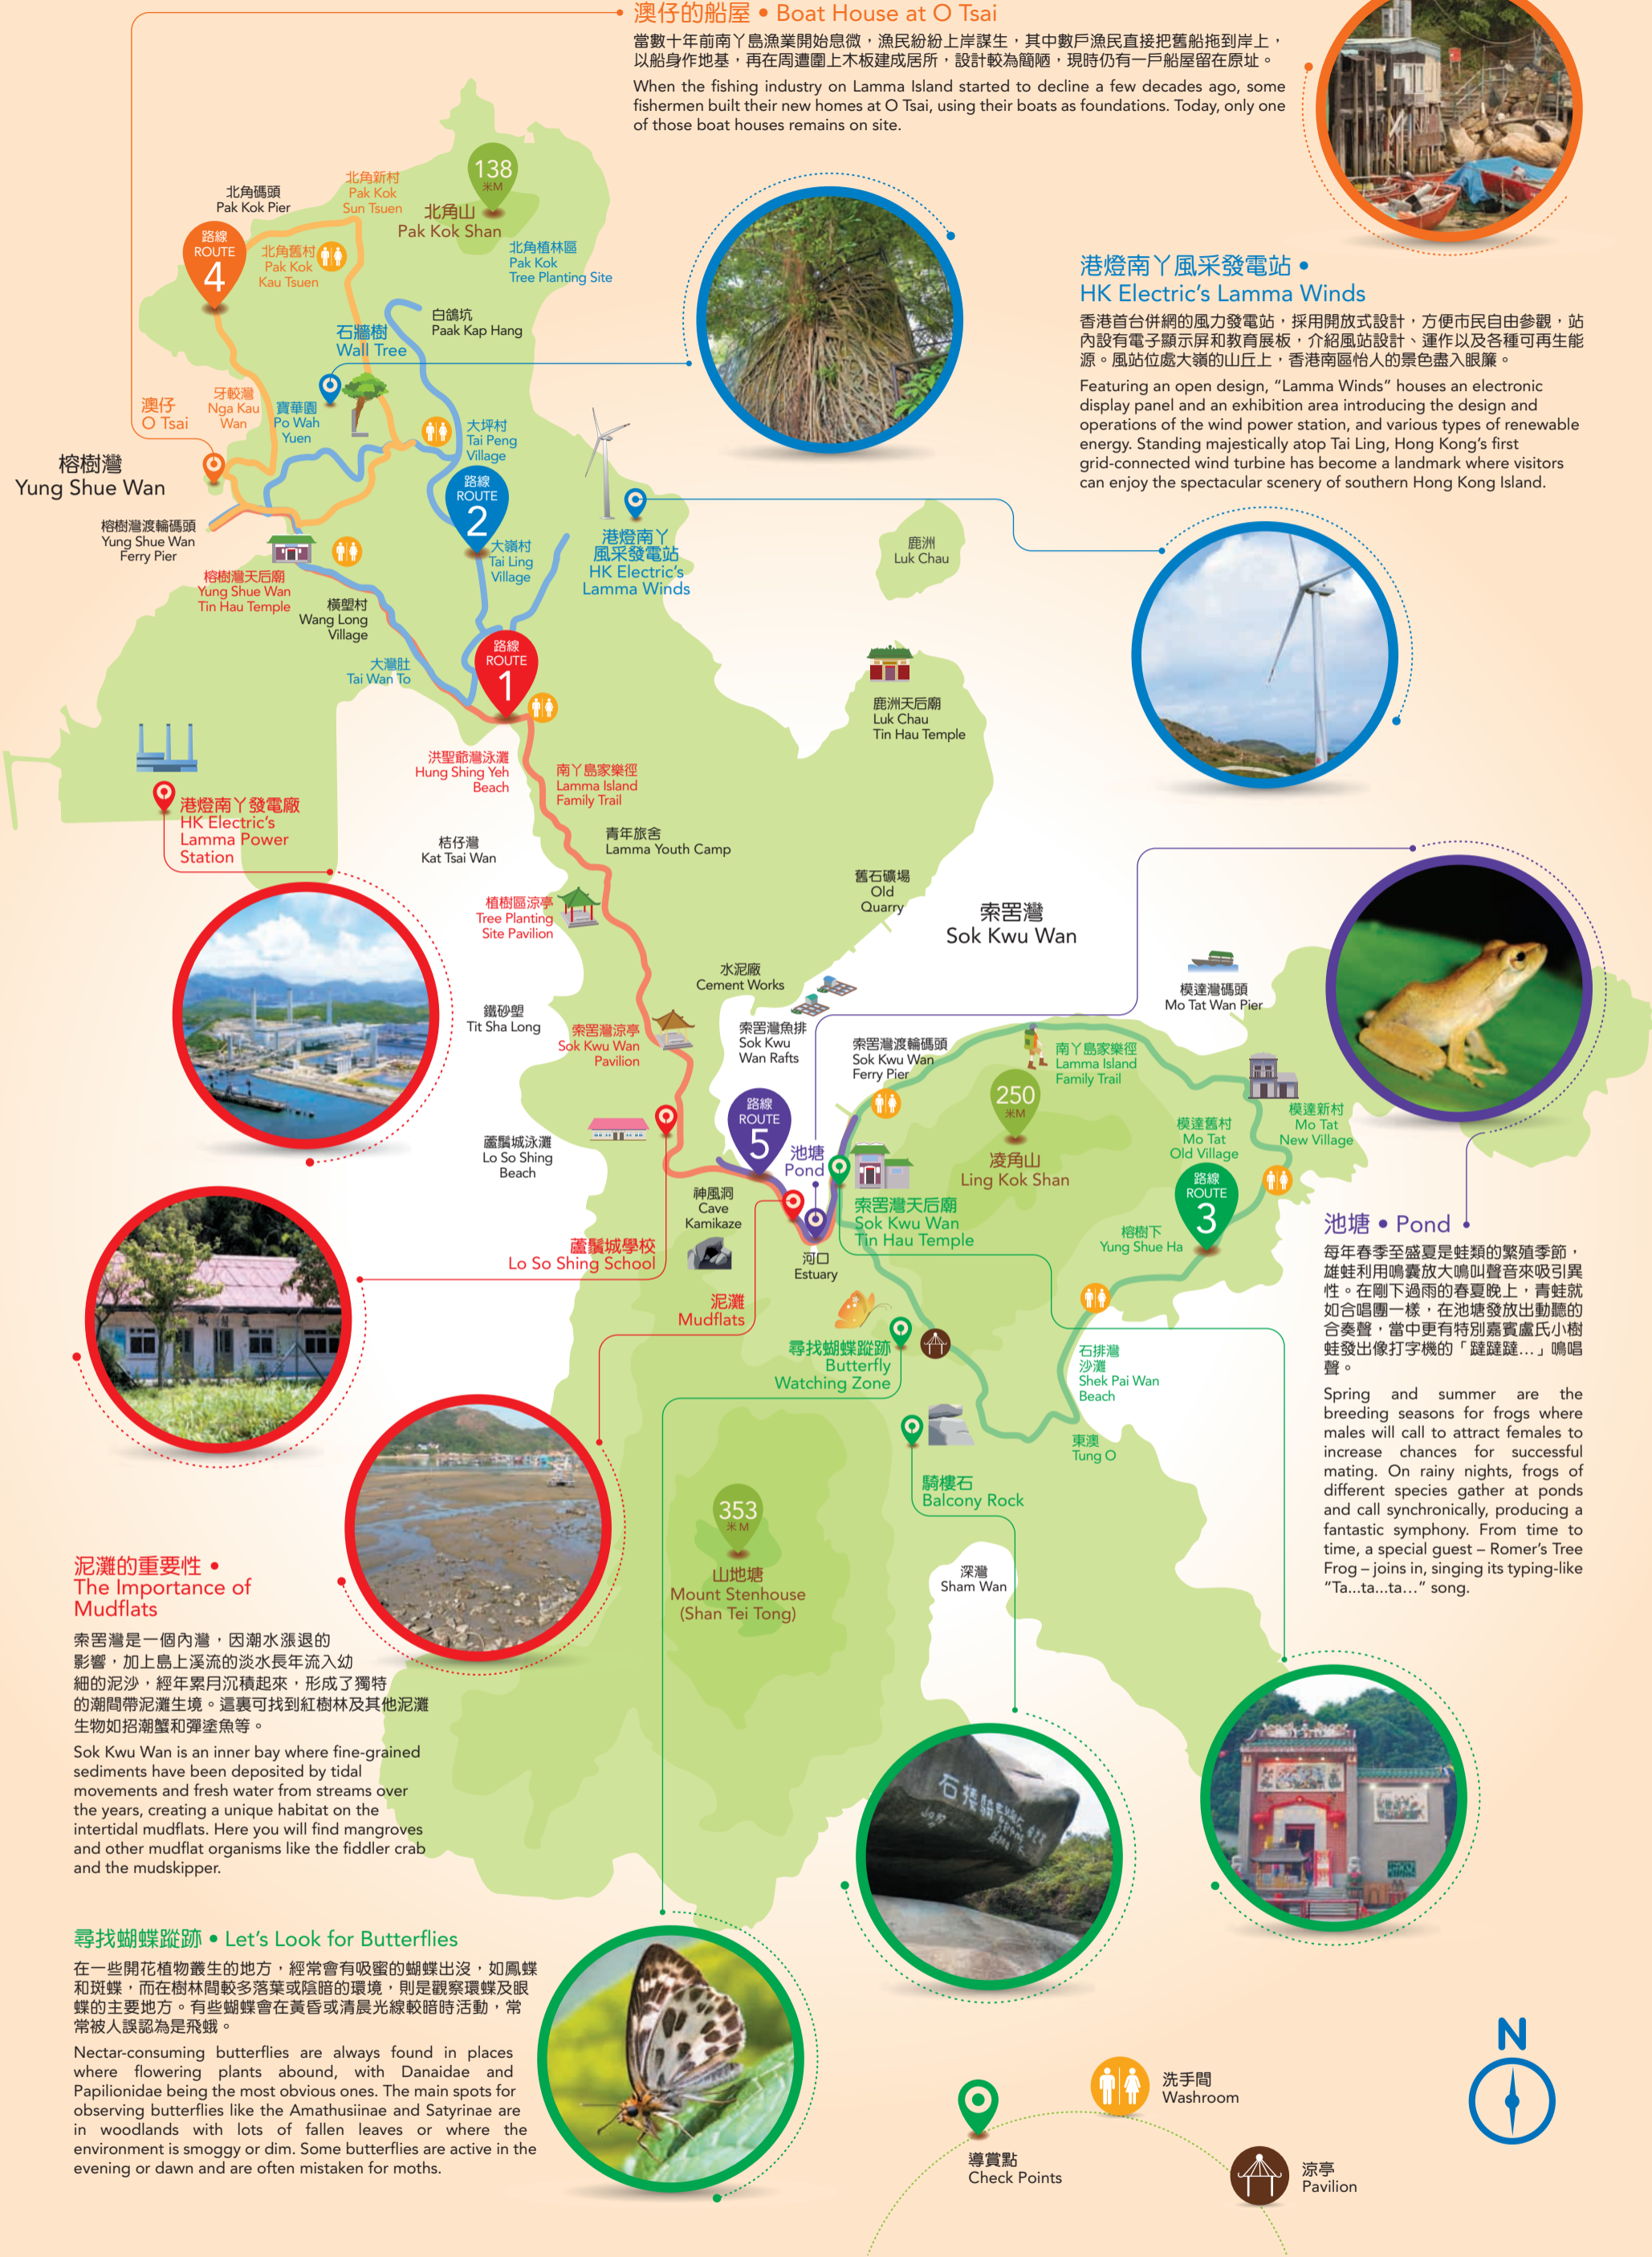 澳仔的船屋 • Boat House at O Tsai
當數十年前南丫島漁業開始息微，漁民紛紛上岸謀生，其中數戶漁民直接把舊船拖到岸上，
以船身作地基，再在周遭圍上木板建成居所，設計較為簡陋，現時仍有一戶船屋留在原址。
When the fishing industry on Lamma Island started to decline a few decades ago, some
fishermen built their new homes at O Tsai, using their boats as foundations. Today, only one
of those boat houses remains on site.
138
米M
北角山
Pak Kok Shan
北角新村
Pak Kok
Sun Tsuen
北角碼頭
Pak Kok Pier
路線
ROUTE
4
北角舊村
Pak Kok
Kau Tsuen
北角植林區
Pak Kok
Tree Planting Site
白鴿坑
Paak Kap Hang
石牆樹
Wall Tree
港燈南丫風采發電站 •
HK Electric's Lamma Winds
香港首台併網的風力發電站，採用開放式設計，方便市民自由參觀，站
內設有電子顯示屏和教育展板，介紹風站設計、運作以及各種可再生能
源。風站位處大嶺的山丘上，香港南區怡人的景色盡入眼簾。
Featuring an open design, “Lamma Winds” houses an electronic
display panel and an exhibition area introducing the design and
operations of the wind power station, and various types of renewable
energy. Standing majestically atop Tai Ling, Hong Kong's first
grid-connected wind turbine has become a landmark where visitors
can enjoy the spectacular scenery of southern Hong Kong Island.
澳仔
O Tsai
牙較灣
Nga Kau
Wan
寶華園
Po Wah
Yuen
大坪村
Tai Peng
Village
榕樹灣
Yung Shue Wan
路線
ROUTE
2
榕樹灣渡輪碼頭
Yung Shue Wan
Ferry Pier
大嶺村
Tai Ling
Village
港燈南丫
風采發電站
HK Electric's
Lamma Winds
鹿洲
Luk Chau
榕樹灣天后廟
Yung Shue Wan
Tin Hau Temple
橫塱村
Wang Long
Village
大灣肚
Tai Wan To
路線
ROUTE
1
鹿洲天后廟
Luk Chau
Tin Hau Temple
洪聖爺灣泳灘
Hung Shing Yeh
Beach
南丫島家樂徑
Lamma Island
Family Trail
港燈南丫發電廠
HK Electric's
Lamma Power
Station
桔仔灣
Kat Tsai Wan
青年旅舍
Lamma Youth Camp
舊石礦場
Old
Quarry
索罟灣
Sok Kwu Wan
植樹區涼亭
Tree Planting
Site Pavilion
水泥廠
Cement Works
模達灣碼頭
Mo Tat Wan Pier
鐵砂塱
Tit Sha Long
索罟灣涼亭
Sok Kwu Wan
Pavilion
索罟灣魚排
Sok Kwu
Wan Rafts
索罟灣渡輪碼頭
Sok Kwu Wan
Ferry Pier
南丫島家樂徑
Lamma Island
Family Trail
250
米M
凌角山
Ling Kok Shan
模達新村
Mo Tat
New Village
模達舊村
Mo Tat
Old Village
路線
ROUTE
5
池塘
Pond
蘆鬚城泳灘
Lo So Shing
Beach
神風洞
Cave
Kamikaze
路線
ROUTE
3
索罟灣天后廟
Sok Kwu Wan
Tin Hau Temple
榕樹下
Yung Shue Ha
蘆鬚城學校
Lo So Shing School
河口
Estuary
泥灘
Mudflats
池塘 • Pond
每年春季至盛夏是蛙類的繁殖季節，
雄蛙利用鳴囊放大鳴叫聲音來吸引異
性。在剛下過雨的春夏晚上，青蛙就
如合唱團一樣，在池塘發放出動聽的
合奏聲，當中更有特別嘉賓盧氏小樹
蛙發出像打字機的「躂躂躂...」鳴唱
聲。
Spring and summer are the
breeding seasons for frogs where
males will call to attract females to
increase chances for successful
mating. On rainy nights, frogs of
different species gather at ponds
and call synchronically, producing a
fantastic symphony. From time to
time, a special guest – Romer's Tree
Frog – joins in, singing its typing-like
“Ta...ta...ta...” song.
尋找蝴蝶蹤跡
Butterfly
Watching Zone
石排灣
沙灘
Shek Pai Wan
Beach
東澳
Tung O
騎樓石
Balcony Rock
353
米M
山地塘
Mount Stenhouse
(Shan Tei Tong)
深灣
Sham Wan
泥灘的重要性 •
The Importance of
Mudflats
索罟灣是一個內灣，因潮水漲退的
影響，加上島上溪流的淡水長年流入幼
細的泥沙，經年累月沉積起來，形成了獨特
的潮間帶泥灘生境。這裏可找到紅樹林及其他泥灘
生物如招潮蟹和彈塗魚等。
Sok Kwu Wan is an inner bay where fine-grained
sediments have been deposited by tidal
movements and fresh water from streams over
the years, creating a unique habitat on the
intertidal mudflats. Here you will find mangroves
and other mudflat organisms like the fiddler crab
and the mudskipper.
尋找蝴蝶蹤跡 • Let's Look for Butterflies
在一些開花植物叢生的地方，經常會有吸蜜的蝴蝶出沒，如鳳蝶
和斑蝶，而在樹林間較多落葉或陰暗的環境，則是觀察環蝶及眼
蝶的主要地方。有些蝴蝶會在黃昏或清晨光線較暗時活動，常
常被人誤認為是飛蛾。
Nectar-consuming butterflies are always found in places
where flowering plants abound, with Danaidae and
Papilionidae being the most obvious ones. The main spots for
observing butterflies like the Amathusiinae and Satyrinae are
in woodlands with lots of fallen leaves or where the
environment is smoggy or dim. Some butterflies are active in the
evening or dawn and are often mistaken for moths.
N
洗手間
Washroom
導賞點
Check Points
涼亭
Pavilion